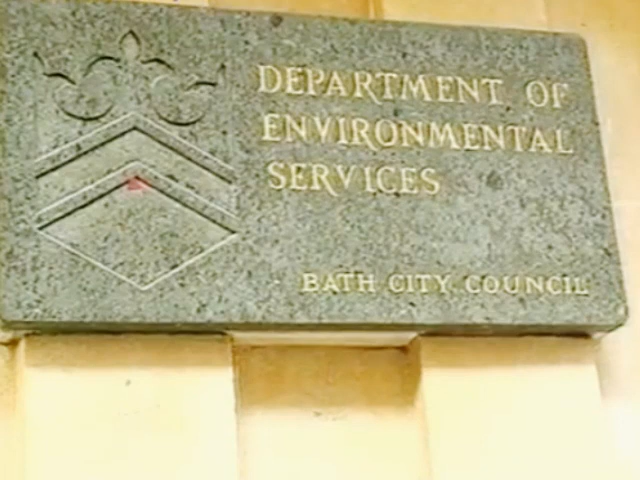 DEPARTMENT OF
ENVIRONMENTAL
SERVICES
BATH CITY COUNCIL